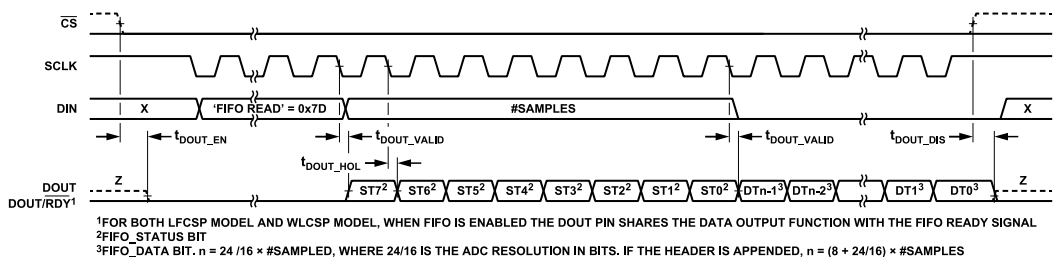 CS
SCLK
DIN
X
'FIFO READ' = 0x7D
#SAMPLES
X
tDOUT_EN
tDOUT_VALID
tDOUT_VALID
tDOUT_DIS
tDOUT_HOL
DOUT
DOUT/RDY¹
Z
ST7² ST6² ST5² ST4² ST3² ST2² ST1² ST0² DTn-1³ DTn-2³ DT1³ DT0³
Z
¹FOR BOTH LFCSP MODEL AND WLCSP MODEL, WHEN FIFO IS ENABLED THE DOUT PIN SHARES THE DATA OUTPUT FUNCTION WITH THE FIFO READY SIGNAL
²FIFO_STATUS BIT
³FIFO_DATA BIT. n = 24 /16 × #SAMPLED, WHERE 24/16 IS THE ADC RESOLUTION IN BITS. IF THE HEADER IS APPENDED, n = (8 + 24/16) × #SAMPLES